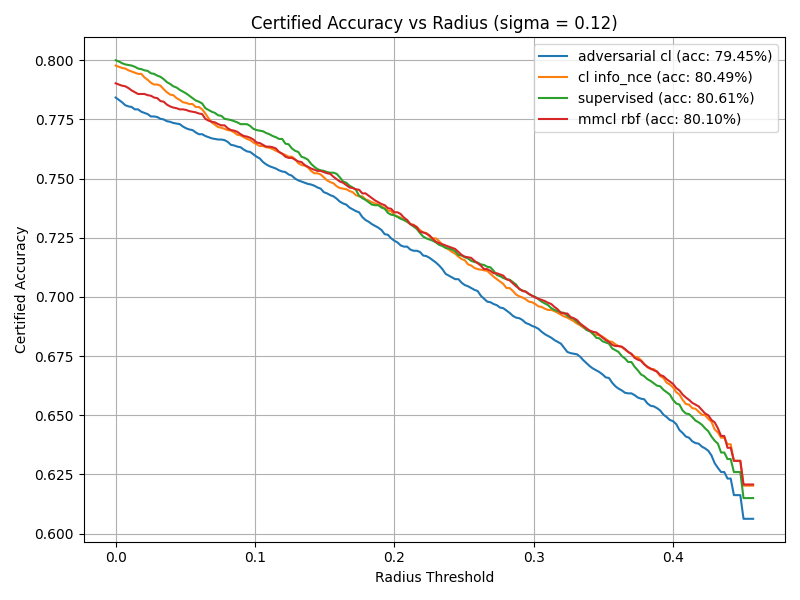 Certified Accuracy vs Radius (sigma = 0.12)
adversarial cl (acc: 79.45%)
cl info_nce (acc: 80.49%)
supervised (acc: 80.61%)
mmcl rbf (acc: 80.10%)
Certified Accuracy
0.800
0.775
0.750
0.725
0.700
0.675
0.650
0.625
0.600
0.0 0.1 0.2 0.3 0.4
Radius Threshold